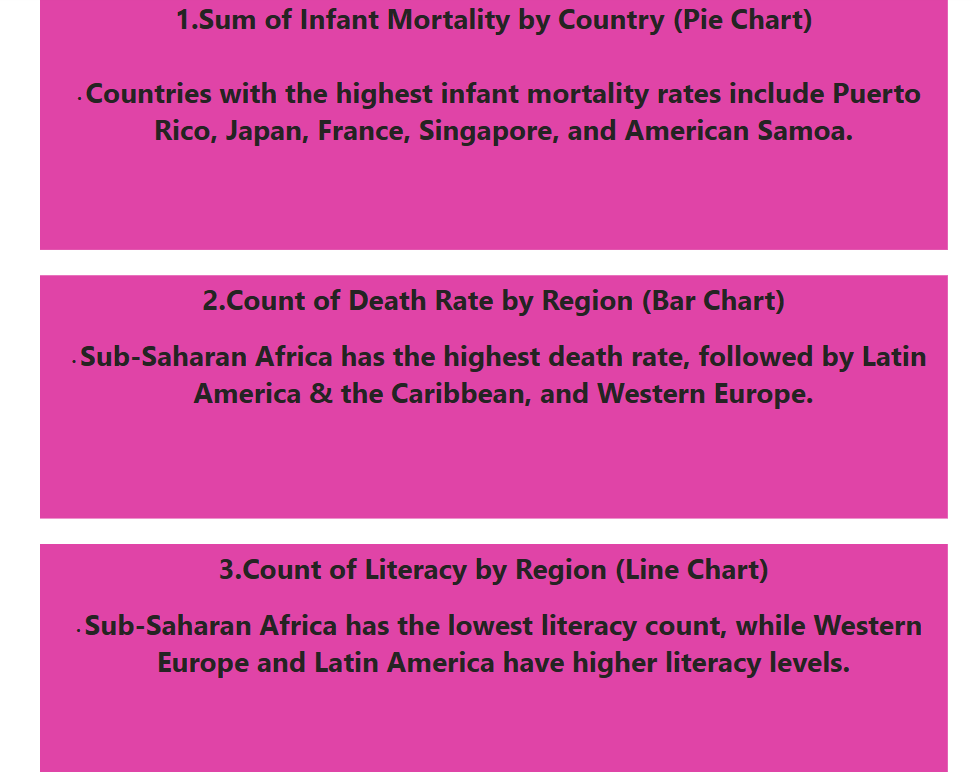 1.Sum of Infant Mortality by Country (Pie Chart)
·Countries with the highest infant mortality rates include Puerto
Rico, Japan, France, Singapore, and American Samoa.
2.Count of Death Rate by Region (Bar Chart)
·Sub-Saharan Africa has the highest death rate, followed by Latin
America & the Caribbean, and Western Europe.
3.Count of Literacy by Region (Line Chart)
·Sub-Saharan Africa has the lowest literacy count, while Western
Europe and Latin America have higher literacy levels.